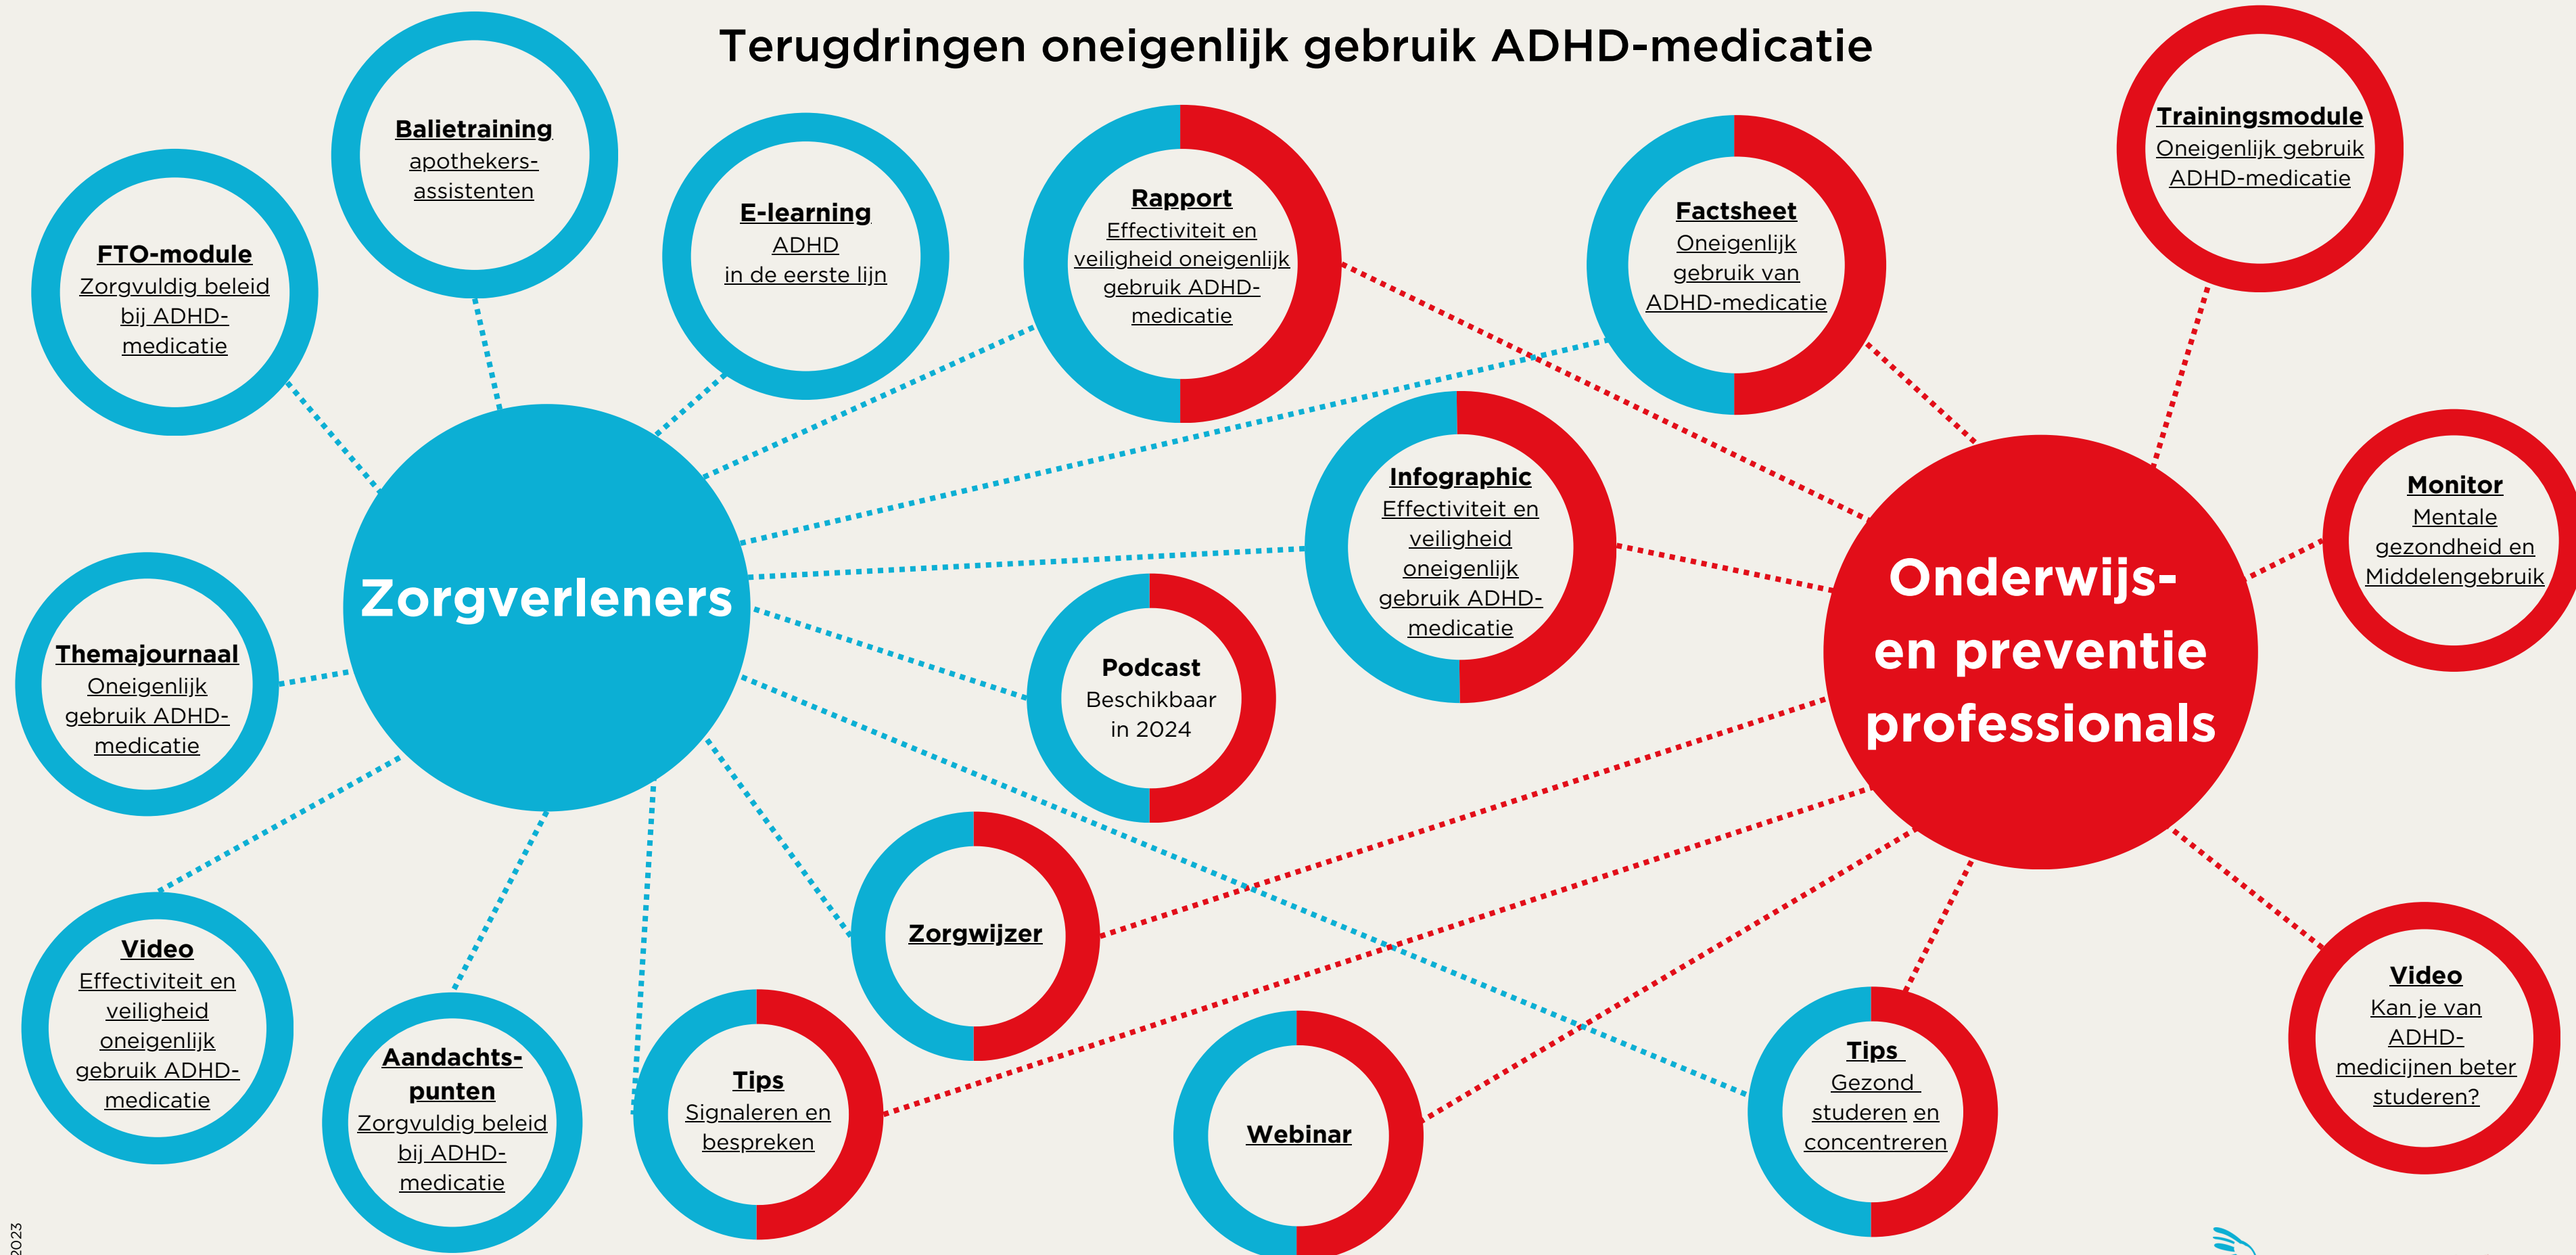 Terugdringen oneigenlijk gebruik ADHD-medicatie
Balietraining
apothekers-
assistenten
FTO-module
Zorgvuldig beleid
bij ADHD-
medicatie
E-learning
ADHD
in de eerste lijn
Rapport
Effectiviteit en
veiligheid oneigenlijk
gebruik ADHD-
medicatie
Factsheet
Oneigenlijk
gebruik van
ADHD-medicatie
Trainingsmodule
Oneigenlijk gebruik
ADHD-medicatie
Infographic
Effectiviteit en
veiligheid
oneigenlijk
gebruik ADHD-
medicatie
Monitor
Mentale
gezondheid en
Middelengebruik
Zorgverleners
Onderwijs-
en preventie
professionals
Themajournaal
Oneigenlijk
gebruik ADHD-
medicatie
Podcast
Beschikbaar
in 2024
Zorgwijzer
Video
Effectiviteit en
veiligheid
oneigenlijk
gebruik ADHD-
medicatie
Aandachts-
punten
Zorgvuldig beleid
bij ADHD-
medicatie
Tips
Signaleren en
bespreken
Webinar
Tips
Gezond
studeren en
concentreren
Video
Kan je van
ADHD-
medicijnen beter
studeren?
2023